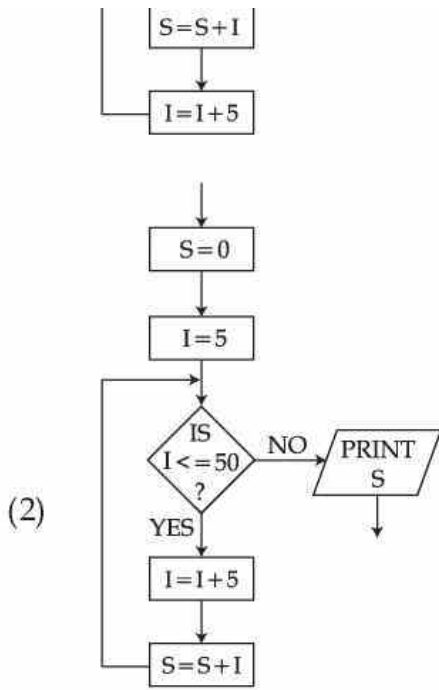 S=S+I
I=I+5
S=0
I=5
IS
I<=50
?
NO
PRINT
S
(2)
YES
I=I+5
S=S+I